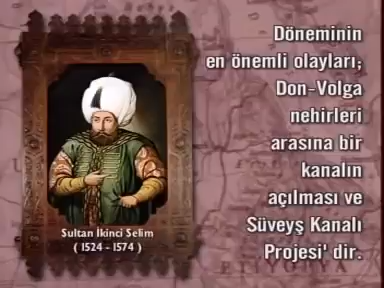 Döneminin
en önemli olayları;
Don-Volga
nehirleri
arasına bir
kanalın
açılması ve
Süveyş Kanalı
Projesi' dir.
Sultan İkinci Selim
( 1524 - 1574 )